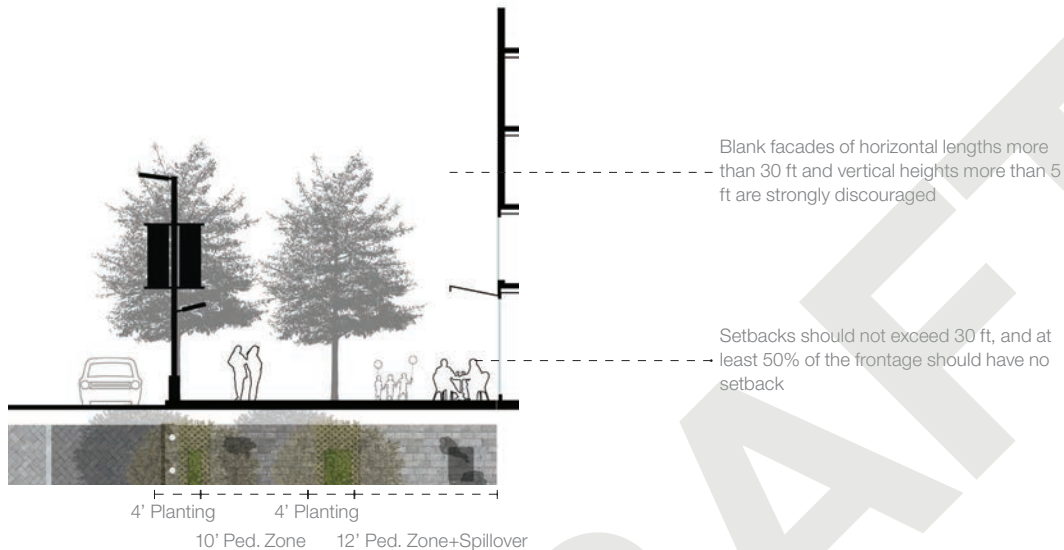 Blank facades of horizontal lengths more
than 30 ft and vertical heights more than 5
ft are strongly discouraged
Setbacks should not exceed 30 ft, and at
least 50% of the frontage should have no
setback
4' Planting
4' Planting
10' Ped. Zone
12' Ped. Zone+Spillover
DRAFT